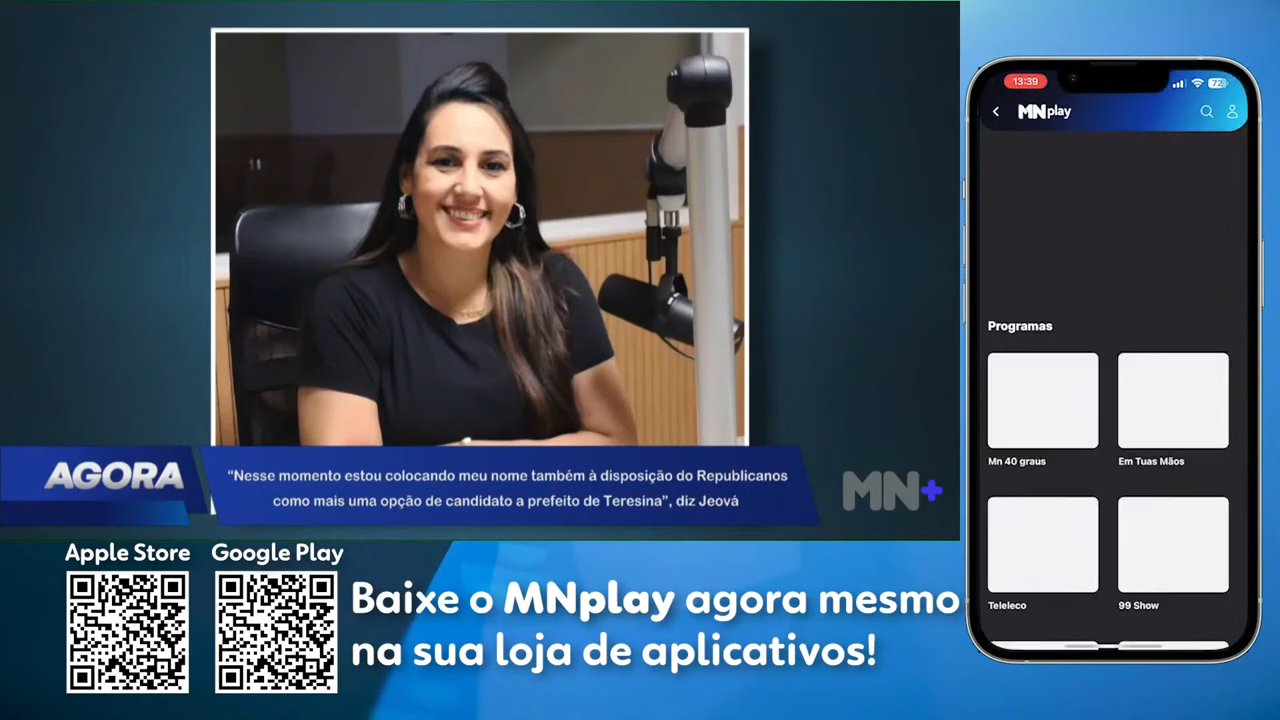 AGORA
“Nesse momento estou colocando meu nome também à disposição do Republicanos
como mais uma opção de candidato a prefeito de Teresina”, diz Jeová
MN+
Apple Store
Google Play
Baixe o MNplay agora mesmo
na sua loja de aplicativos!
13:39
72
MNplay
Programas
Mn 40 graus
Em Tuas Mãos
Teleleco
99 Show